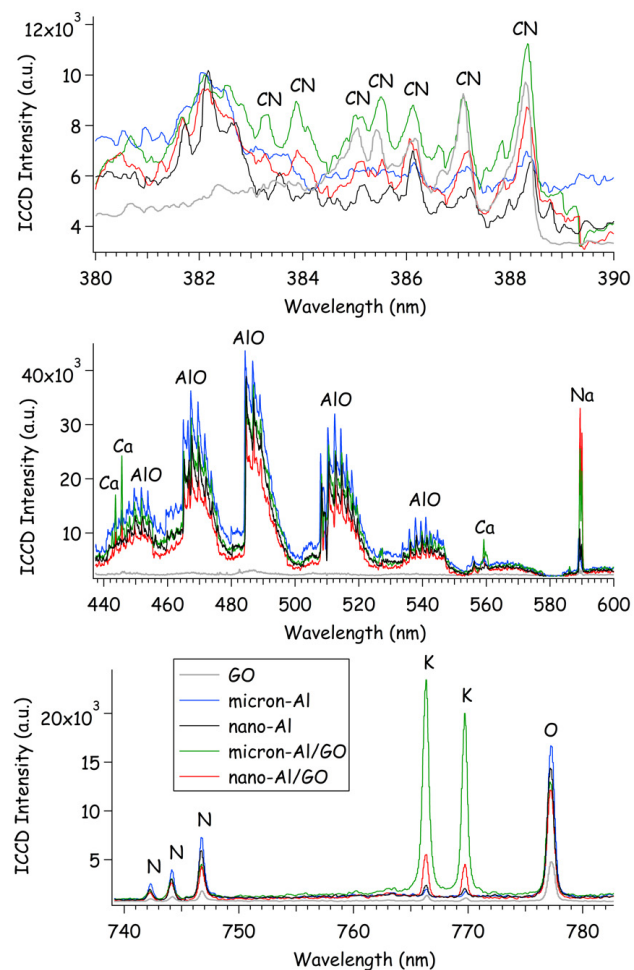 12x10³
10
8
6
4
ICCD Intensity (a.u.)
CN
CN
CN
CN
CN
CN
CN
380
382
384
386
388
390
Wavelength (nm)
40x10³
30
20
10
ICCD Intensity (a.u.)
Ca
Ca
AlO
AlO
AlO
AlO
AlO
Ca
Na
440
460
480
500
520
540
560
580
600
Wavelength (nm)
20x10³
15
10
5
ICCD Intensity (a.u.)
GO
micron-Al
nano-Al
micron-Al/GO
nano-Al/GO
N
N
N
K
K
O
740
750
760
770
780
Wavelength (nm)